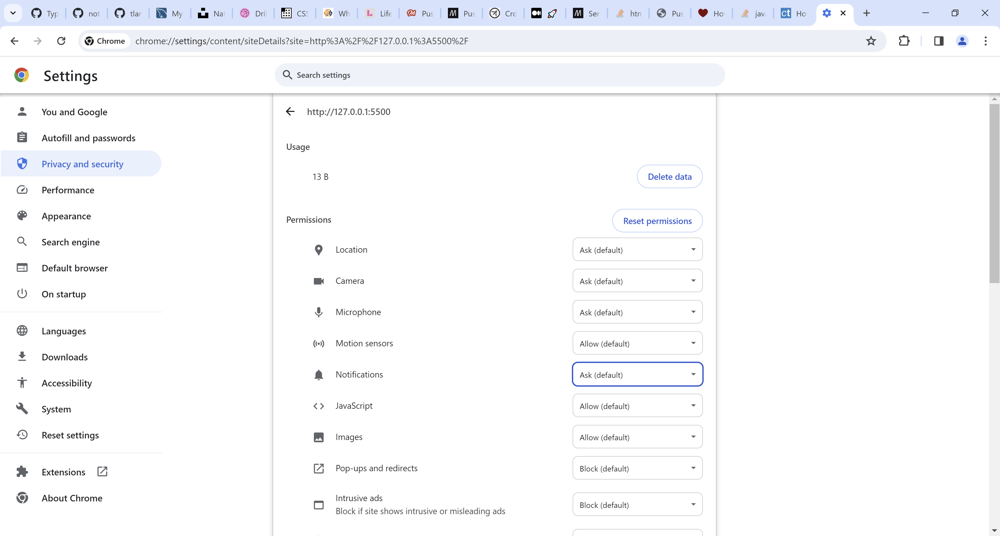 Typ
not
tlar
My
Nat
Dril
CSS
Wh
Life
Pus
Pus
Cro
Ser
htm
Pus
How
java
Ho
Chrome
chrome://settings/content/siteDetails?site=http%3A%2F%2F127.0.0.1%3A5500%2F
Settings
Search settings
You and Google
Autofill and passwords
Privacy and security
Performance
Appearance
Search engine
Default browser
On startup
Languages
Downloads
Accessibility
System
Reset settings
Extensions
About Chrome
http://127.0.0.1:5500
Usage
13 B
Delete data
Permissions
Reset permissions
Location
Ask (default)
Camera
Ask (default)
Microphone
Ask (default)
Motion sensors
Allow (default)
Notifications
Ask (default)
JavaScript
Allow (default)
Images
Allow (default)
Pop-ups and redirects
Block (default)
Intrusive ads
Block if site shows intrusive or misleading ads
Block (default)